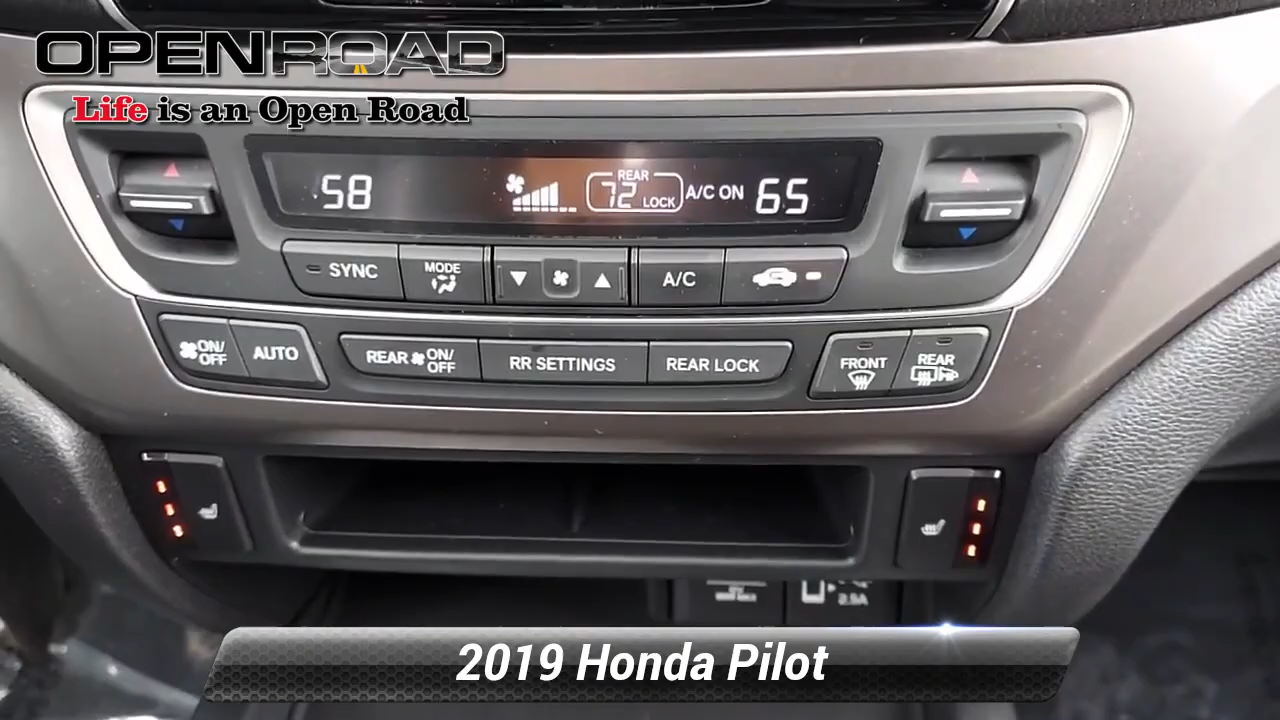 OPENROAD
Life is an Open Road
58 REAR 72 LOCK A/C ON 65
SYNC MODE A/C
ON/OFF AUTO REAR ON/OFF RR SETTINGS REAR LOCK FRONT REAR
2.5A
2019 Honda Pilot